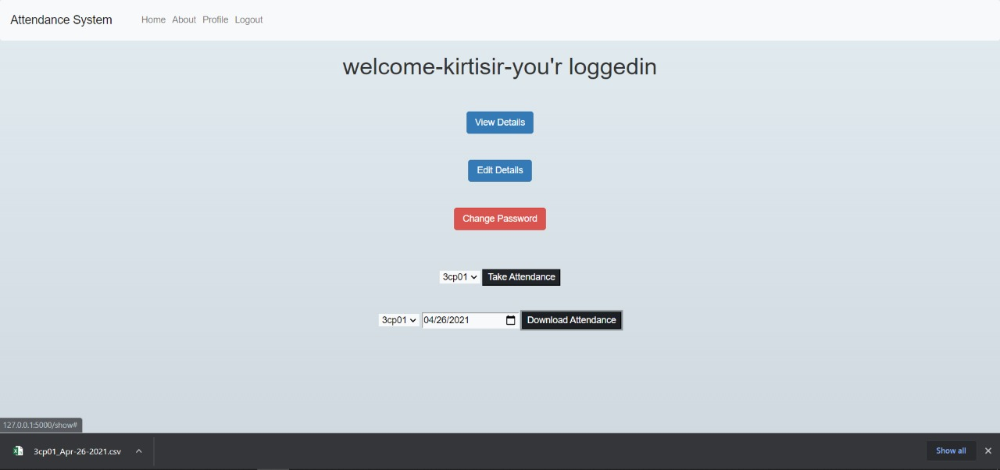 Attendance System Home About Profile Logout
welcome-kirtisir-you'r loggedin
View Details
Edit Details
Change Password
3cp01 Take Attendance
3cp01 04/26/2021 Download Attendance
127.0.0.1:5000/show#
3cp01_Apr-26-2021.csv Show all